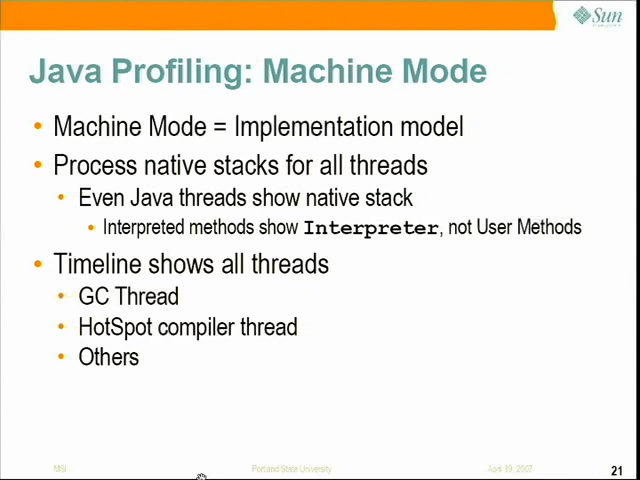 Sun
Java Profiling: Machine Mode
• Machine Mode = Implementation model
• Process native stacks for all threads
• Even Java threads show native stack
• Interpreted methods show Interpreter, not User Methods
• Timeline shows all threads
• GC Thread
• HotSpot compiler thread
• Others
MSI Portland State University April 19, 2007 21